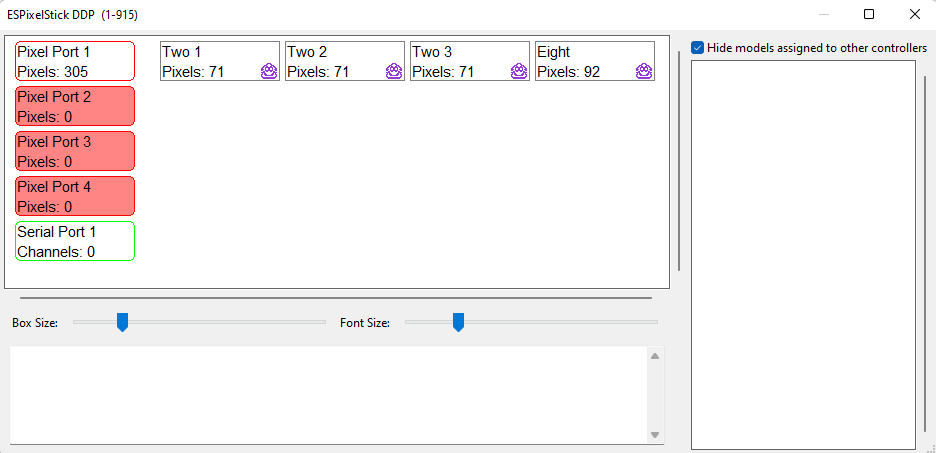 ESPixelStick DDP (1-915)
Pixel Port 1
Pixels: 305
Two 1
Pixels: 71
Two 2
Pixels: 71
Two 3
Pixels: 71
Eight
Pixels: 92
Pixel Port 2
Pixels: 0
Pixel Port 3
Pixels: 0
Pixel Port 4
Pixels: 0
Serial Port 1
Channels: 0
Hide models assigned to other controllers
Box Size:
Font Size: